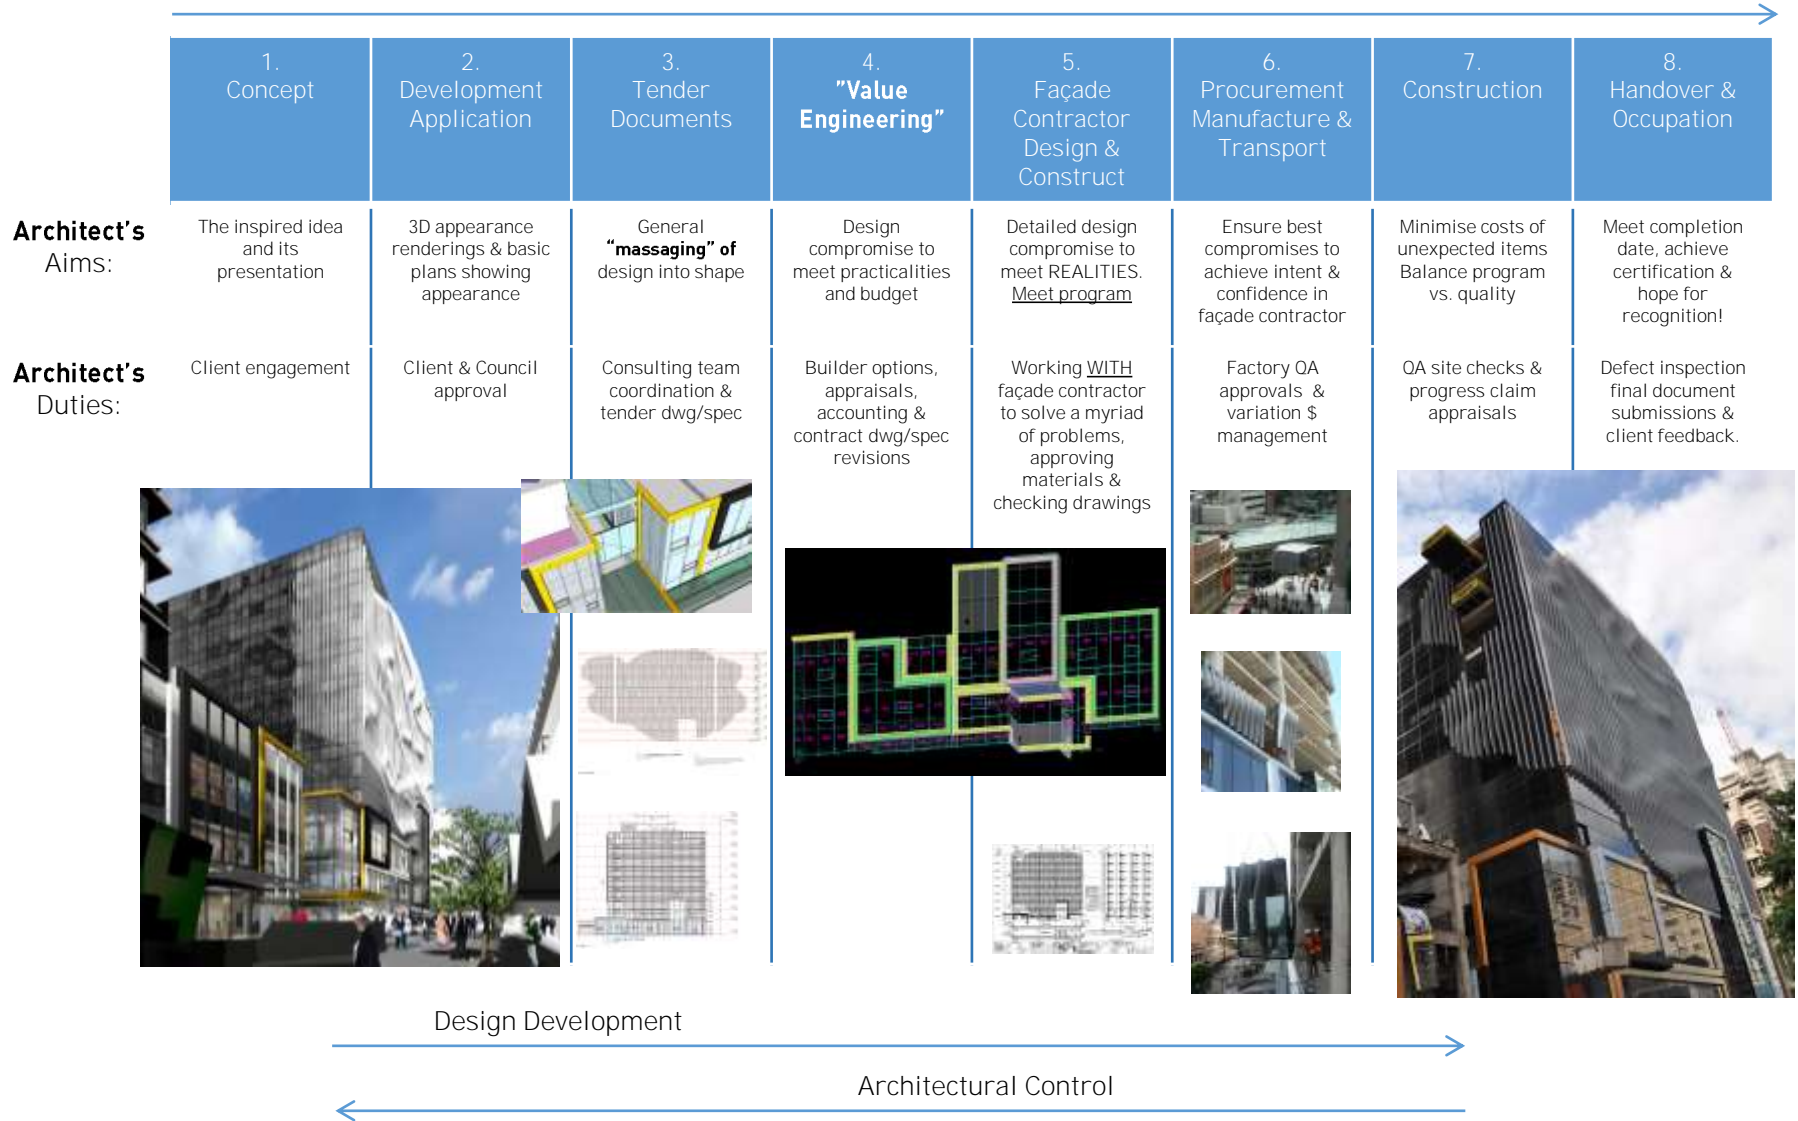 1.
Concept
2.
Development
Application
3.
Tender
Documents
4.
”Value
Engineering”
5.
Façade
Contractor
Design &
Construct
6.
Procurement
Manufacture &
Transport
7.
Construction
8.
Handover &
Occupation
Architect’s
Aims:
The inspired idea
and its
presentation
3D appearance
renderings & basic
plans showing
appearance
General
“massaging” of
design into shape
Design
compromise to
meet practicalities
and budget
Detailed design
compromise to
meet REALITIES.
Meet program
Ensure best
compromises to
achieve intent &
confidence in
façade contractor
Minimise costs of
unexpected items
Balance program
vs. quality
Meet completion
date, achieve
certification &
hope for
recognition!
Architect’s
Duties:
Client engagement
Client & Council
approval
Consulting team
coordination &
tender dwg/spec
Builder options,
appraisals,
accounting &
contract dwg/spec
revisions
Working WITH
façade contractor
to solve a myriad
of problems,
approving
materials &
checking drawings
Factory QA
approvals &
variation $
management
QA site checks &
progress claim
appraisals
Defect inspection
final document
submissions &
client feedback.
Design Development
Architectural Control